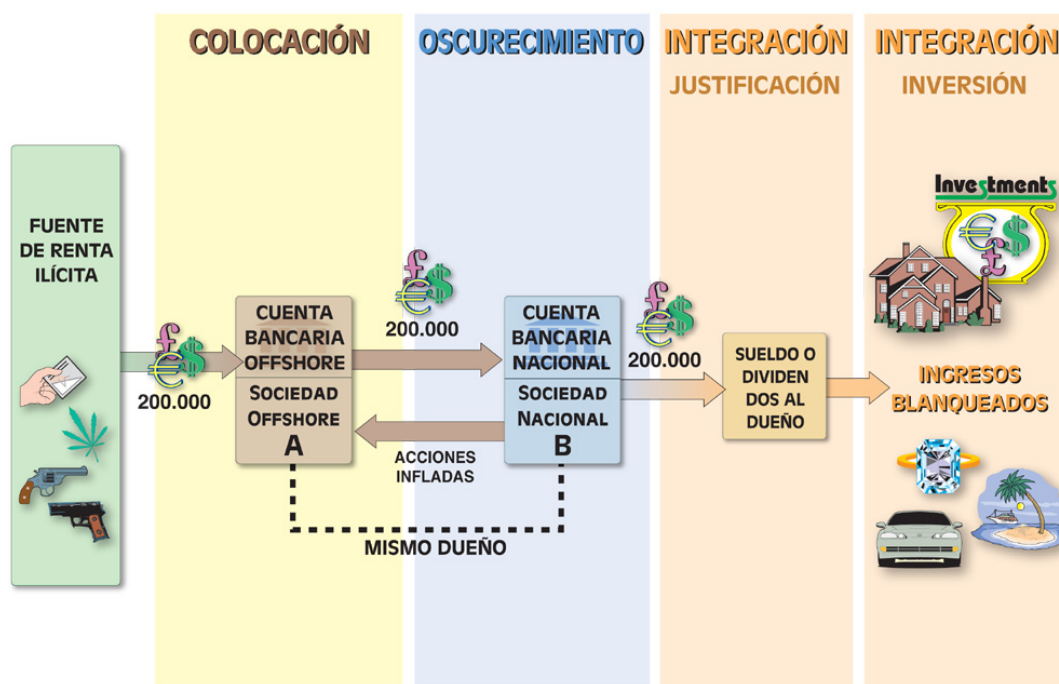 COLOCACIÓN
OSCURECIMIENTO
INTEGRACIÓN
JUSTIFICACIÓN
INTEGRACIÓN
INVERSIÓN
FUENTE
DE RENTA
ILÍCITA
200.000
CUENTA
BANCARIA
OFFSHORE
SOCIEDAD
OFFSHORE
A
200.000
ACCIONES
INFLADAS
CUENTA
BANCARIA
NACIONAL
SOCIEDAD
NACIONAL
B
MISMO DUEÑO
200.000
SUELDO O
DIVIDEN
DOS AL
DUEÑO
Investments
INGRESOS
BLANQUEADOS